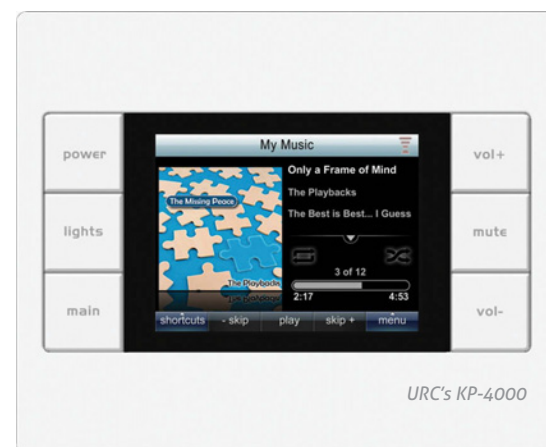 power
lights
main
My Music
The Missing Peace
The Playbacks
Only a Frame of Mind
The Playbacks
The Best is Best... I Guess
3 of 12
2:17 4:53
shortcuts - skip play skip + menu
vol+
mute
vol-
URC's KP-4000